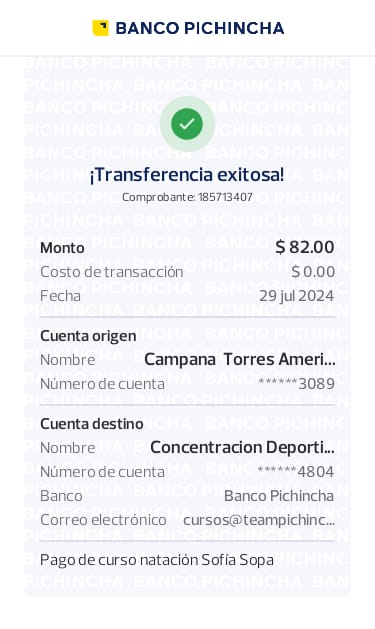 BANCO PICHINCHA
¡Transferencia exitosa!
Comprobante: 185713407
Monto $ 82.00
Costo de transacción $ 0.00
Fecha 29 jul 2024
Cuenta origen
Nombre Campana Torres Ameri...
Número de cuenta ******3089
Cuenta destino
Nombre Concentracion Deporti...
Número de cuenta ******4804
Banco Banco Pichincha
Correo electrónico cursos@teampichinc...
Pago de curso natación Sofía Sopa